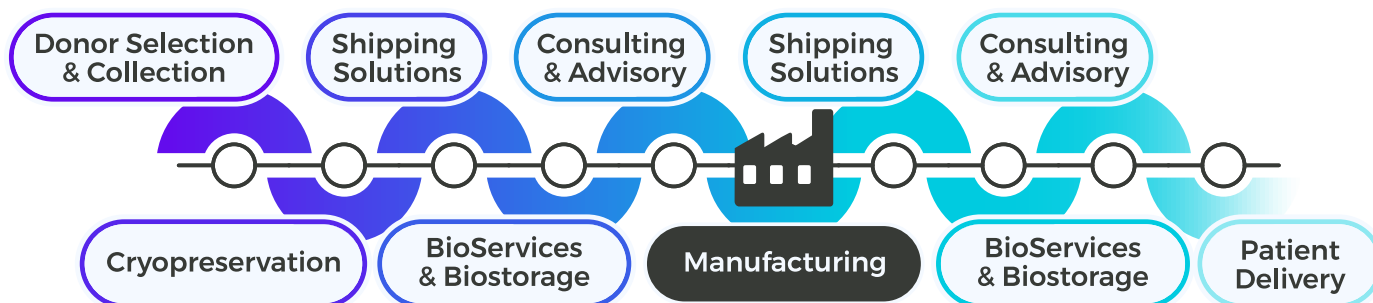 Donor Selection
& Collection
Shipping
Solutions
Consulting
& Advisory
Shipping
Solutions
Consulting
& Advisory
Cryopreservation
BioServices
& Biostorage
Manufacturing
BioServices
& Biostorage
Patient
Delivery